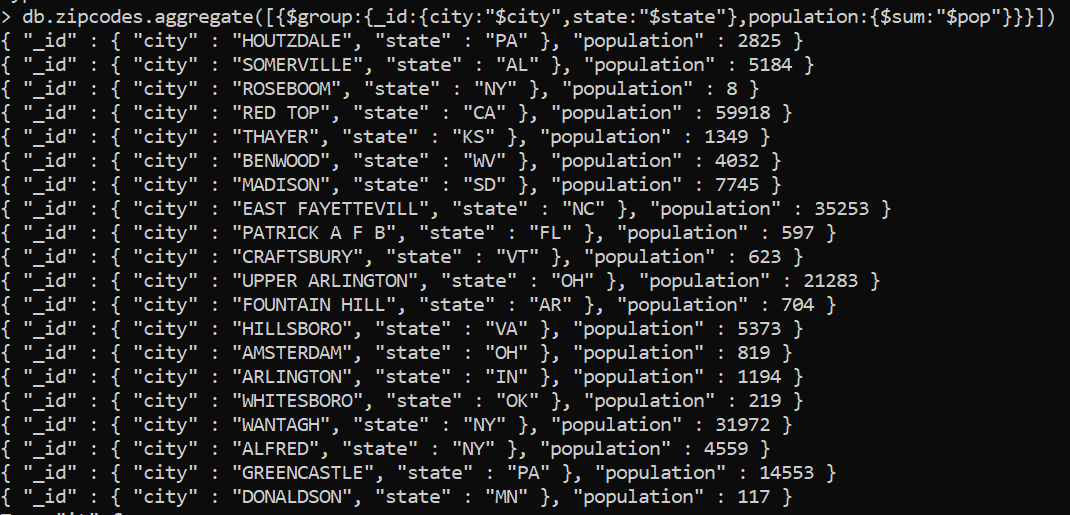 > db.zipcodes.aggregate([{$group:{_id:{city:"$city",state:"$state"},population:{$sum:"$pop"}}}])
{ "_id" : { "city" : "HOUTZDALE", "state" : "PA" }, "population" : 2825 }
{ "_id" : { "city" : "SOMERVILLE", "state" : "AL" }, "population" : 5184 }
{ "_id" : { "city" : "ROSEBOOM", "state" : "NY" }, "population" : 8 }
{ "_id" : { "city" : "RED TOP", "state" : "CA" }, "population" : 59918 }
{ "_id" : { "city" : "THAYER", "state" : "KS" }, "population" : 1349 }
{ "_id" : { "city" : "BENWOOD", "state" : "WV" }, "population" : 4032 }
{ "_id" : { "city" : "MADISON", "state" : "SD" }, "population" : 7745 }
{ "_id" : { "city" : "EAST FAYETTEVILL", "state" : "NC" }, "population" : 35253 }
{ "_id" : { "city" : "PATRICK A F B", "state" : "FL" }, "population" : 597 }
{ "_id" : { "city" : "CRAFTSBURY", "state" : "VT" }, "population" : 623 }
{ "_id" : { "city" : "UPPER ARLINGTON", "state" : "OH" }, "population" : 21283 }
{ "_id" : { "city" : "FOUNTAIN HILL", "state" : "AR" }, "population" : 704 }
{ "_id" : { "city" : "HILLSBORO", "state" : "VA" }, "population" : 5373 }
{ "_id" : { "city" : "AMSTERDAM", "state" : "OH" }, "population" : 819 }
{ "_id" : { "city" : "ARLINGTON", "state" : "IN" }, "population" : 1194 }
{ "_id" : { "city" : "WHITESBORO", "state" : "OK" }, "population" : 219 }
{ "_id" : { "city" : "WANTAGH", "state" : "NY" }, "population" : 31972 }
{ "_id" : { "city" : "ALFRED", "state" : "NY" }, "population" : 4559 }
{ "_id" : { "city" : "GREENCASTLE", "state" : "PA" }, "population" : 14553 }
{ "_id" : { "city" : "DONALDSON", "state" : "MN" }, "population" : 117 }